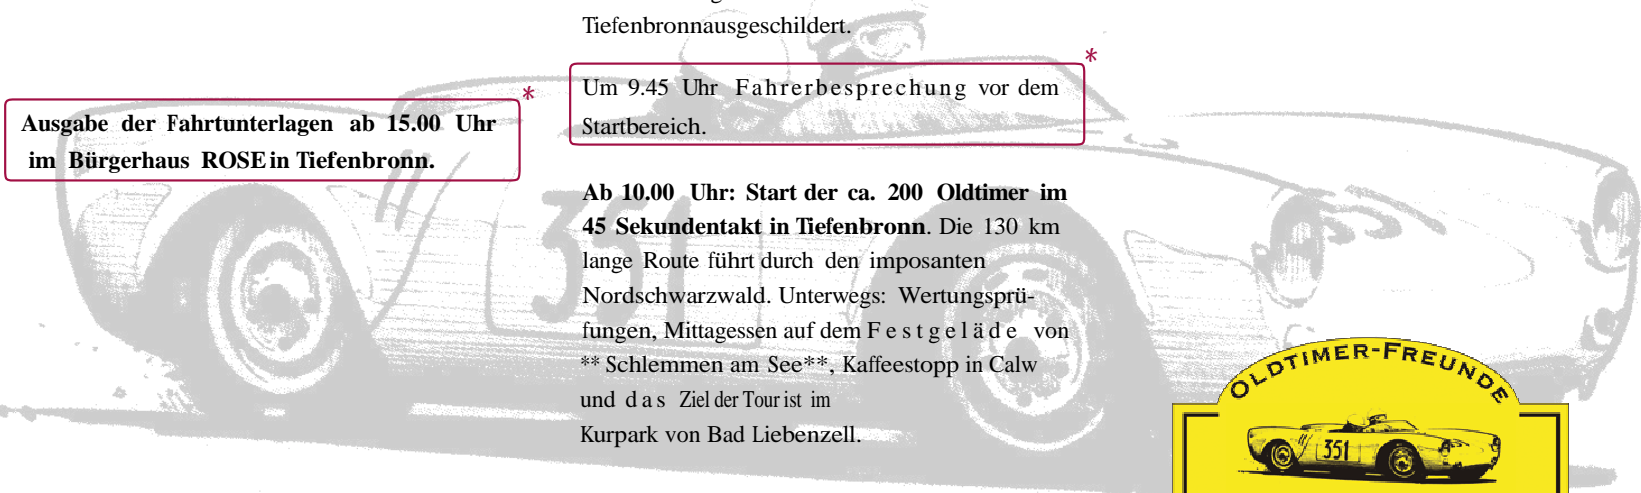 Tiefenbronnausgeschildert.
Um 9.45 Uhr Fahrerbesprechung vor dem
Startbereich.
Ausgabe der Fahrtunterlagen ab 15.00 Uhr
im Bürgerhaus ROSE in Tiefenbronn.
Ab 10.00 Uhr: Start der ca. 200 Oldtimer im
45 Sekundentakt in Tiefenbronn. Die 130 km
lange Route führt durch den imposanten
Nordschwarzwald. Unterwegs: Wertungsprü-
fungen, Mittagessen auf dem Festgeläde von
** Schlemmen am See**, Kaffeestopp in Calw
und das Ziel der Tour ist im
Kurpark von Bad Liebenzell.
351
OLDTIMER-FREUNDE
351